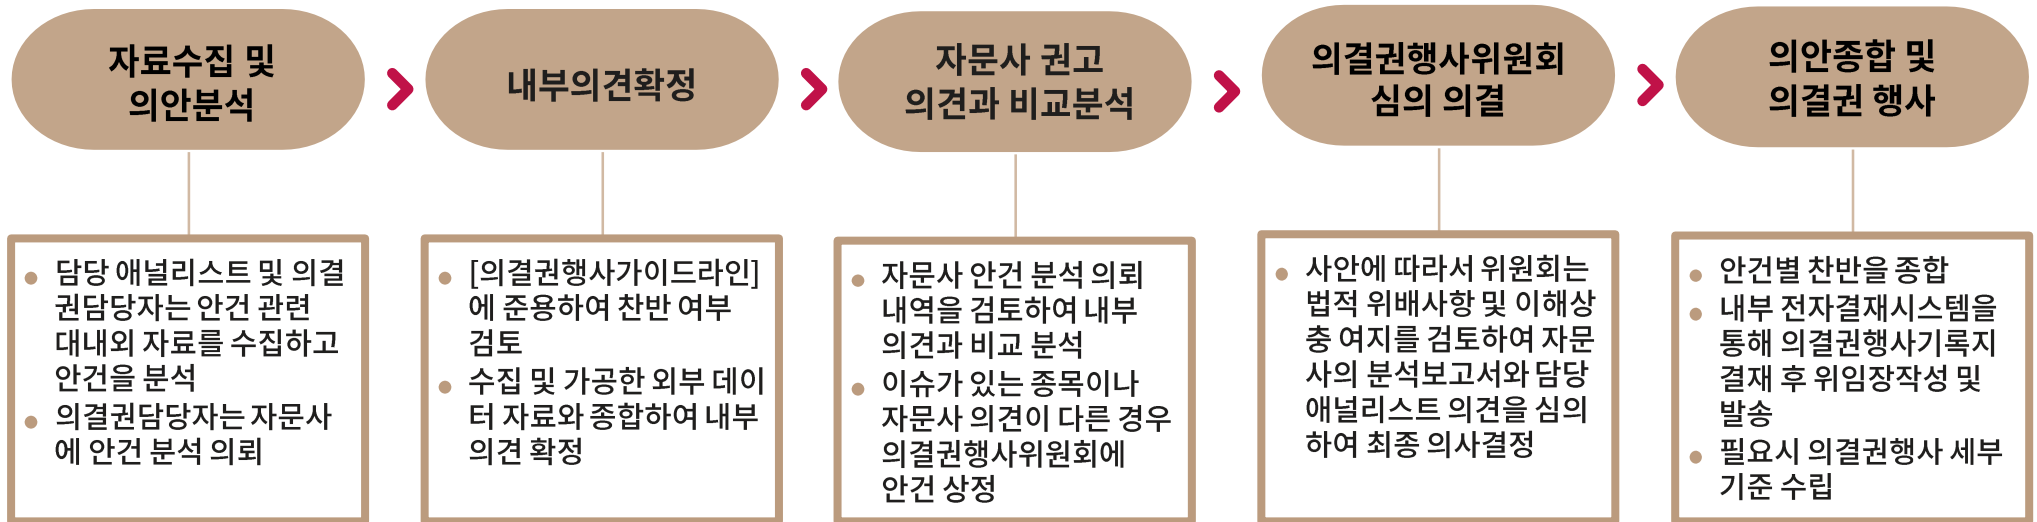 자료수집 및
의안분석
내부의견확정
자문사 권고
의견과 비교분석
의결권행사위원회
심의 의결
의안종합 및
의결권 행사
담당 애널리스트 및 의결
권담당자는 안건 관련
대내외 자료를 수집하고
안건을 분석
의결권담당자는 자문사
에 안건 분석 의뢰
[의결권행사가이드라인]
에 준용하여 찬반 여부
검토
수집 및 가공한 외부 데이
터 자료와 종합하여 내부
의견 확정
자문사 안건 분석 의뢰
내역을 검토하여 내부
의견과 비교 분석
이슈가 있는 종목이나
자문사 의견이 다른 경우
의결권행사위원회에
안건 상정
사안에 따라서 위원회는
법적 위배사항 및 이해상
충 여지를 검토하여 자문
사의 분석보고서와 담당
애널리스트 의견을 심의
하여 최종 의사결정
안건별 찬반을 종합
내부 전자결재시스템을
통해 의결권행사기록지
결재 후 위임장작성 및
발송
필요시 의결권행사 세부
기준 수립